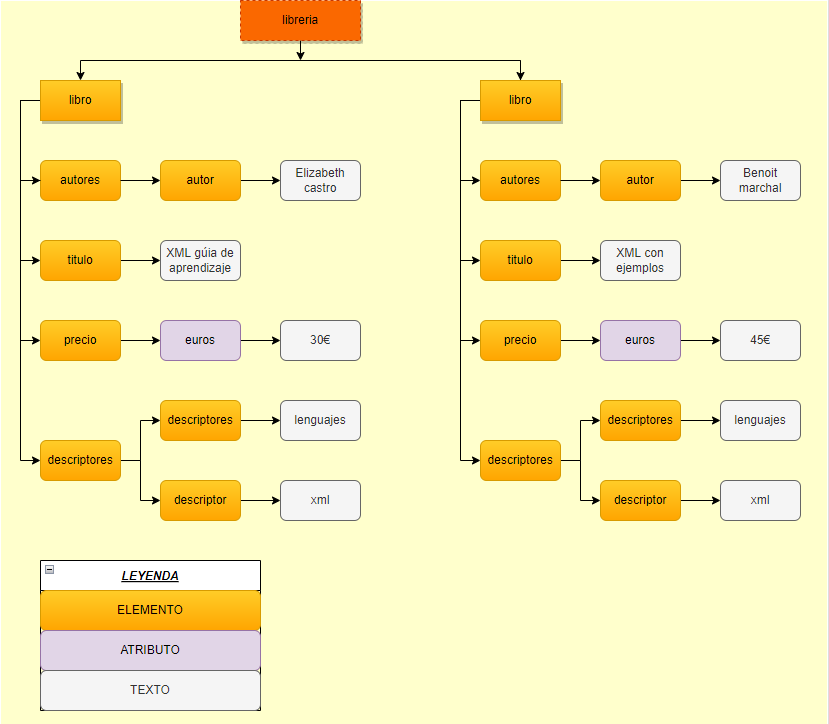 libreria
libro
libro
autores
autor
Elizabeth
castro
autores
autor
Benoit
marchal
titulo
XML gúia de
aprendizaje
titulo
XML con
ejemplos
precio
euros
30€
precio
euros
45€
descriptores
lenguajes
descriptores
lenguajes
descriptores
descriptores
descriptor
xml
descriptor
xml
LEYENDA
ELEMENTO
ATRIBUTO
TEXTO